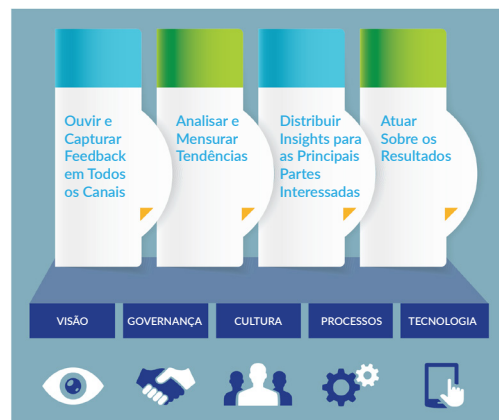 Ouvir e
Capturar
Feedback
em Todos
os Canais
Analisar e
Mensurar
Tendências
Distribuir
Insights para
as Principais
Partes
Interessadas
Atuar
Sobre os
Resultados
VISÃO
GOVERNANÇA
CULTURA
PROCESSOS
TECNOLOGIA